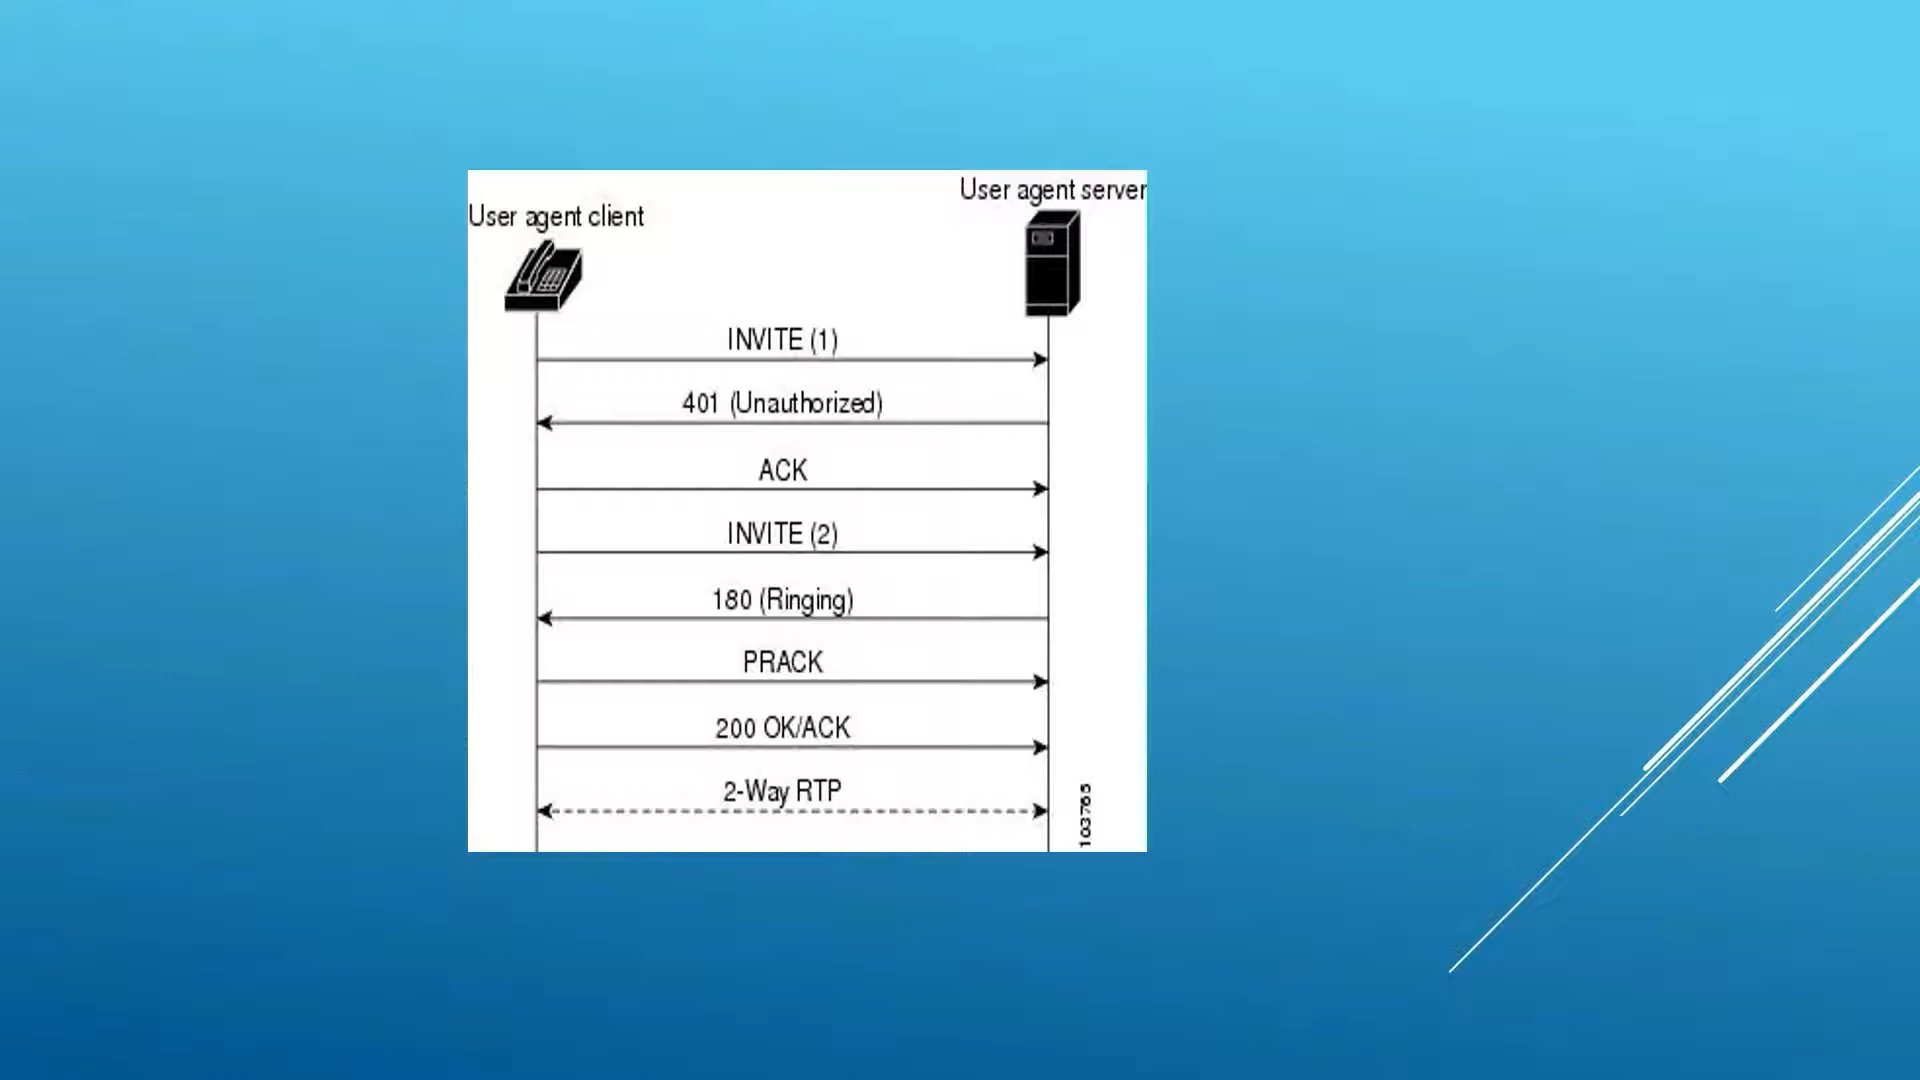 User agent server
User agent client
INVITE (1)
401 (Unauthorized)
ACK
INVITE (2)
180 (Ringing)
PRACK
200 OK/ACK
2-Way RTP
103765